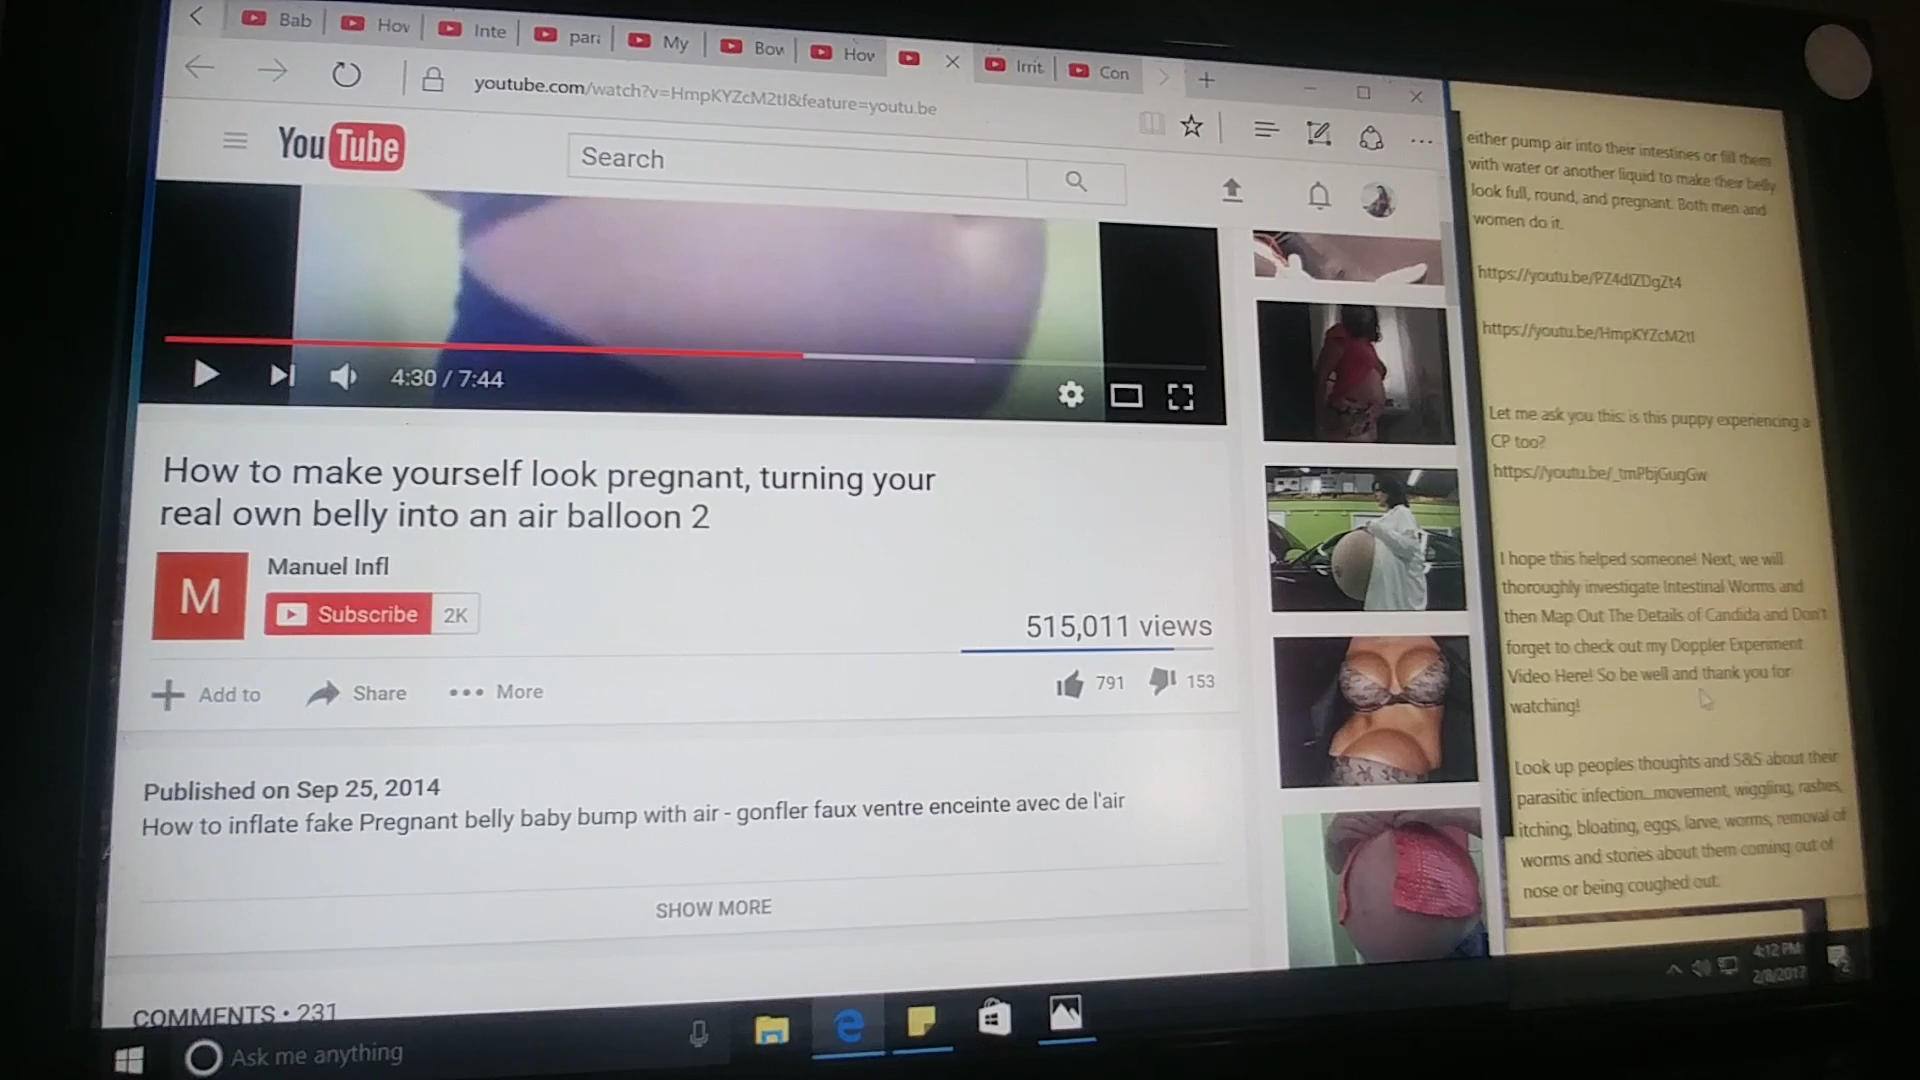 Bab
Hov
Inte
para
My
Bow
Hov
Irrit
Con
youtube.com/watch?v=HmpKYZcM2tI&feature=youtu.be
YouTube
Search
4:30 / 7:44
How to make yourself look pregnant, turning your
real own belly into an air balloon 2
M
Manuel Infl
Subscribe 2K
515,011 views
Add to
Share
More
791
153
Published on Sep 25, 2014
How to inflate fake Pregnant belly baby bump with air - gonfler faux ventre enceinte avec de l'air
SHOW MORE
COMMENTS • 231
Ask me anything
either pump air into their intestines or fill them
with water or another liquid to make their belly
look full, round, and pregnant. Both men and
women do it.
https://youtu.be/PZ4dIZDgZt4
https://youtu.be/HmpKYZcM2tI
Let me ask you this: is this puppy experiencing a
CP too?
https://youtu.be/_tmPbjGugGw
I hope this helped someone! Next, we will
thoroughly investigate Intestinal Worms and
then Map Out The Details of Candida and Don't
forget to check out my Doppler Experiment
Video Here! So be well and thank you for
watching!
Look up peoples thoughts and S&S about their
parasitic infection...movement, wiggling, rashes,
itching, bloating, eggs, larve, worms, removal of
worms and stories about them coming out of
nose or being coughed out.
4:12 PM
2/8/2017